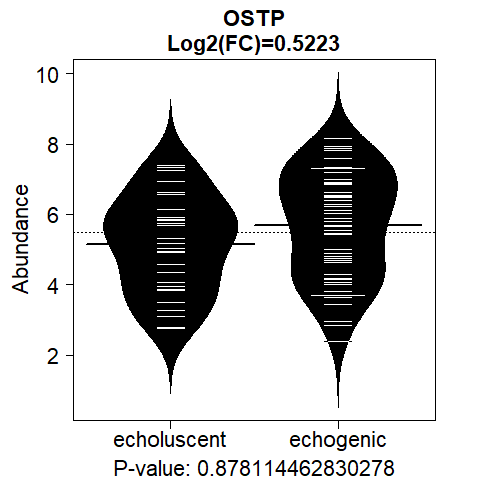 OSTP
Log2(FC)=0.5223
Abundance
10
8
6
4
2
echoluscent echogenic
P-value: 0.878114462830278